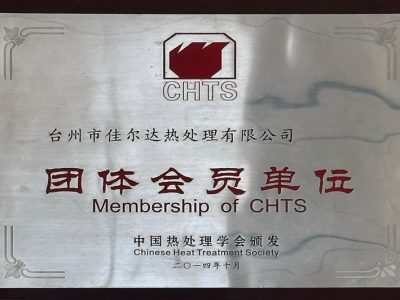 CHTS
台州市佳尔达热处理有限公司
团体会员单位
Membership of CHTS
中国热处理学会颁发
Chinese Heat Treatment Society
二〇一四年十月